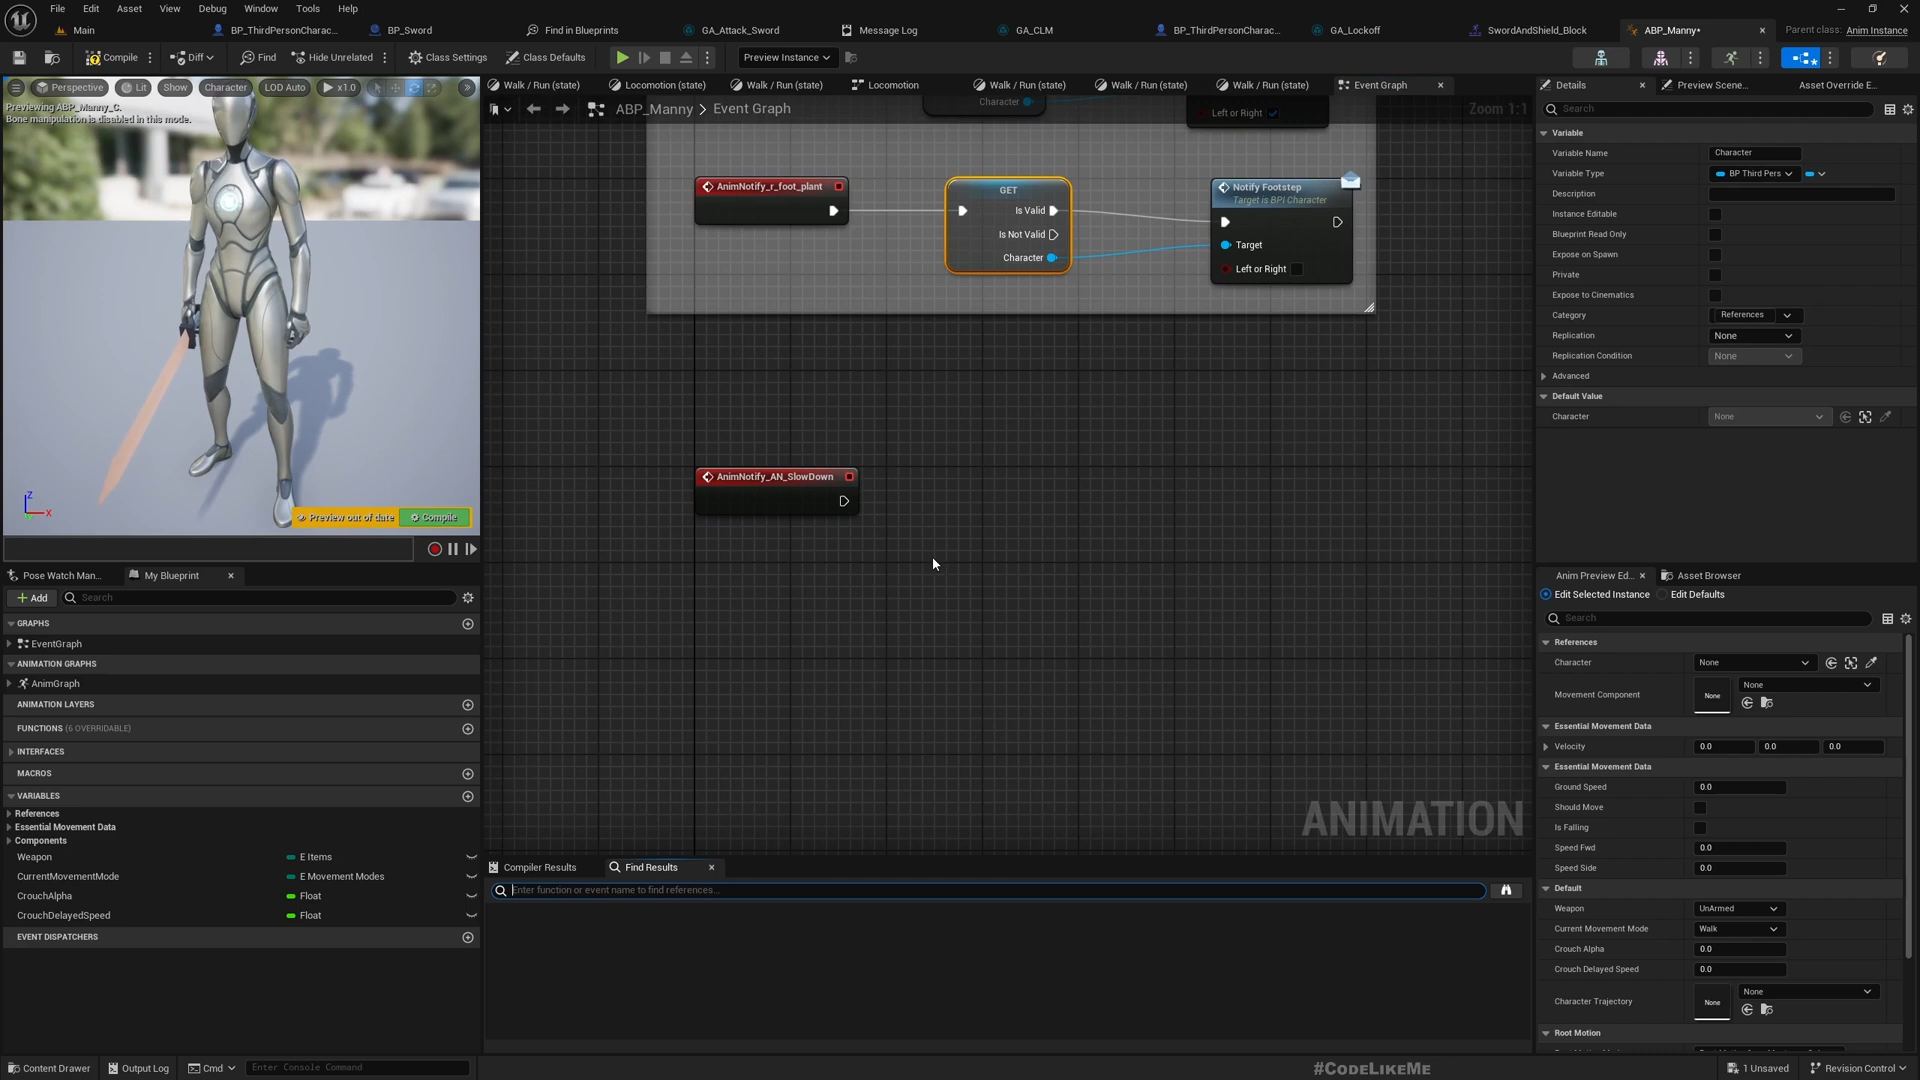 File Edit Asset View Debug Window Tools Help
Main BP_ThirdPersonCharac... BP_Sword Find in Blueprints GA_Attack_Sword Message Log GA_CLM BP_ThirdPersonCharac... GA_Lockoff SwordAndShield_Block ABP_Manny* Parent class: Anim Instance
Compile Diff Find Hide Unrelated Class Settings Class Defaults Preview Instance
Perspective Lit Show Character LOD Auto x1.0
Previewing ABP_Manny_C.
Bone manipulation is disabled in this mode.
Z
X
Preview out of date Compile
Walk / Run (state) Locomotion (state) Walk / Run (state) Locomotion Walk / Run (state) Walk / Run (state) Walk / Run (state) Event Graph
ABP_Manny > Event Graph Zoom 1:1
Character
Left or Right
AnimNotify_r_foot_plant
GET
Is Valid
Is Not Valid
Character
Notify Footstep
Target is BPI Character
Target
Left or Right
AnimNotify_AN_SlowDown
ANIMATION
Pose Watch Man... My Blueprint
Add Search
GRAPHS
EventGraph
ANIMATION GRAPHS
AnimGraph
ANIMATION LAYERS
FUNCTIONS (6 OVERRIDABLE)
INTERFACES
MACROS
VARIABLES
References
Essential Movement Data
Components
Weapon E Items
CurrentMovementMode E Movement Modes
CrouchAlpha Float
CrouchDelayedSpeed Float
EVENT DISPATCHERS
Compiler Results Find Results
Enter function or event name to find references...
Details Preview Scene... Asset Override E...
Search
Variable
Variable Name Character
Variable Type BP Third Pers
Description
Instance Editable
Blueprint Read Only
Expose on Spawn
Private
Expose to Cinematics
Category References
Replication None
Replication Condition None
Advanced
Default Value
Character None
Anim Preview Ed... Asset Browser
Edit Selected Instance Edit Defaults
Search
References
Character None
Movement Component None None
Essential Movement Data
Velocity 0.0 0.0 0.0
Essential Movement Data
Ground Speed 0.0
Should Move
Is Falling
Speed Fwd 0.0
Speed Side 0.0
Default
Weapon UnArmed
Current Movement Mode Walk
Crouch Alpha 0.0
Crouch Delayed Speed 0.0
Character Trajectory None None
Root Motion
Content Drawer Output Log Cmd Enter Console Command #CODELIKEME 1 Unsaved Revision Control